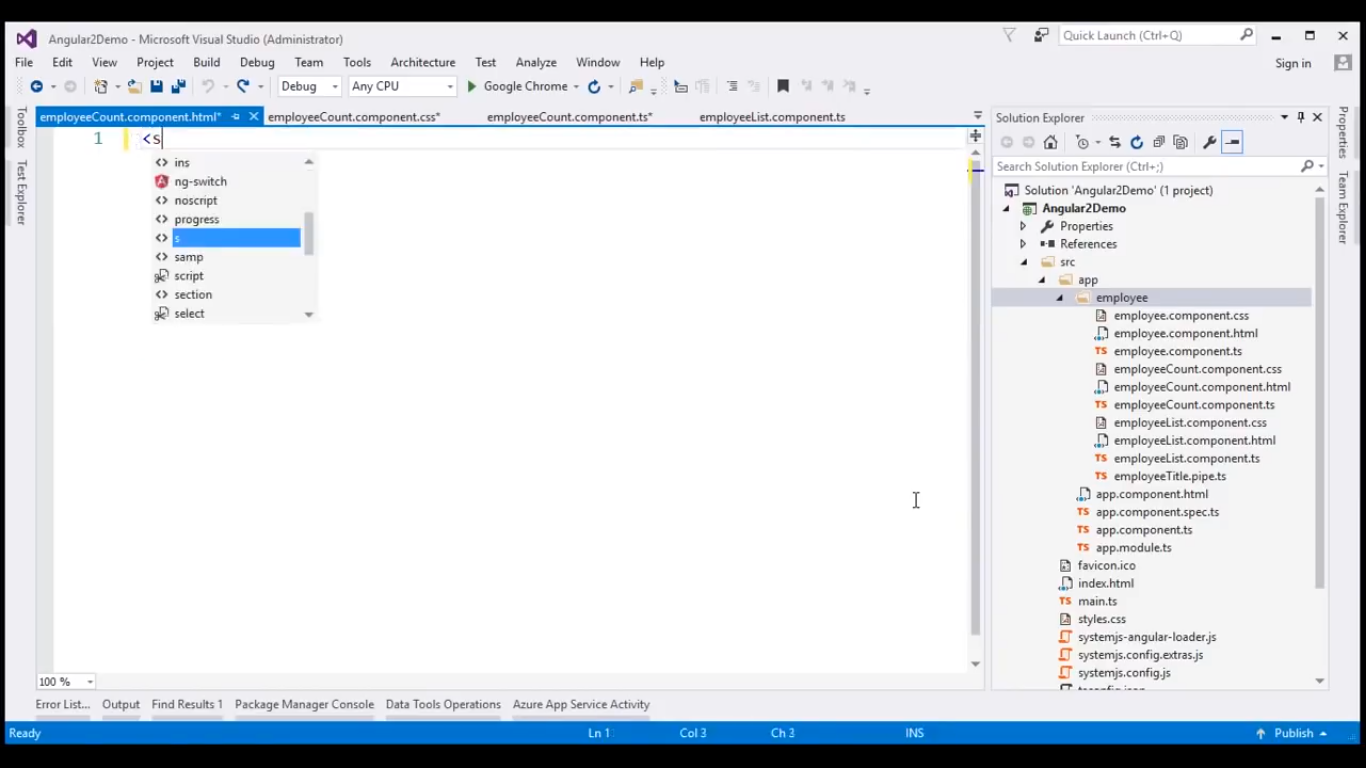 Angular2Demo - Microsoft Visual Studio (Administrator)
Quick Launch (Ctrl+Q)
File Edit View Project Build Debug Team Tools Architecture Test Analyze Window Help
Sign in
Debug Any CPU Google Chrome
Toolbox
Test Explorer
employeeCount.component.html* employeeCount.component.css* employeeCount.component.ts* employeeList.component.ts
1 <s
ins
ng-switch
noscript
progress
s
samp
script
section
select
100 %
Solution Explorer
Search Solution Explorer (Ctrl+;)
Solution 'Angular2Demo' (1 project)
Angular2Demo
Properties
References
src
app
employee
employee.component.css
employee.component.html
TS employee.component.ts
employeeCount.component.css
employeeCount.component.html
TS employeeCount.component.ts
employeeList.component.css
employeeList.component.html
TS employeeList.component.ts
TS employeeTitle.pipe.ts
app.component.html
TS app.component.spec.ts
TS app.component.ts
TS app.module.ts
favicon.ico
index.html
TS main.ts
styles.css
systemjs-angular-loader.js
systemjs.config.extras.js
systemjs.config.js
Properties
Team Explorer
Error List... Output Find Results 1 Package Manager Console Data Tools Operations Azure App Service Activity
Ready Ln 1 Col 3 Ch 3 INS Publish